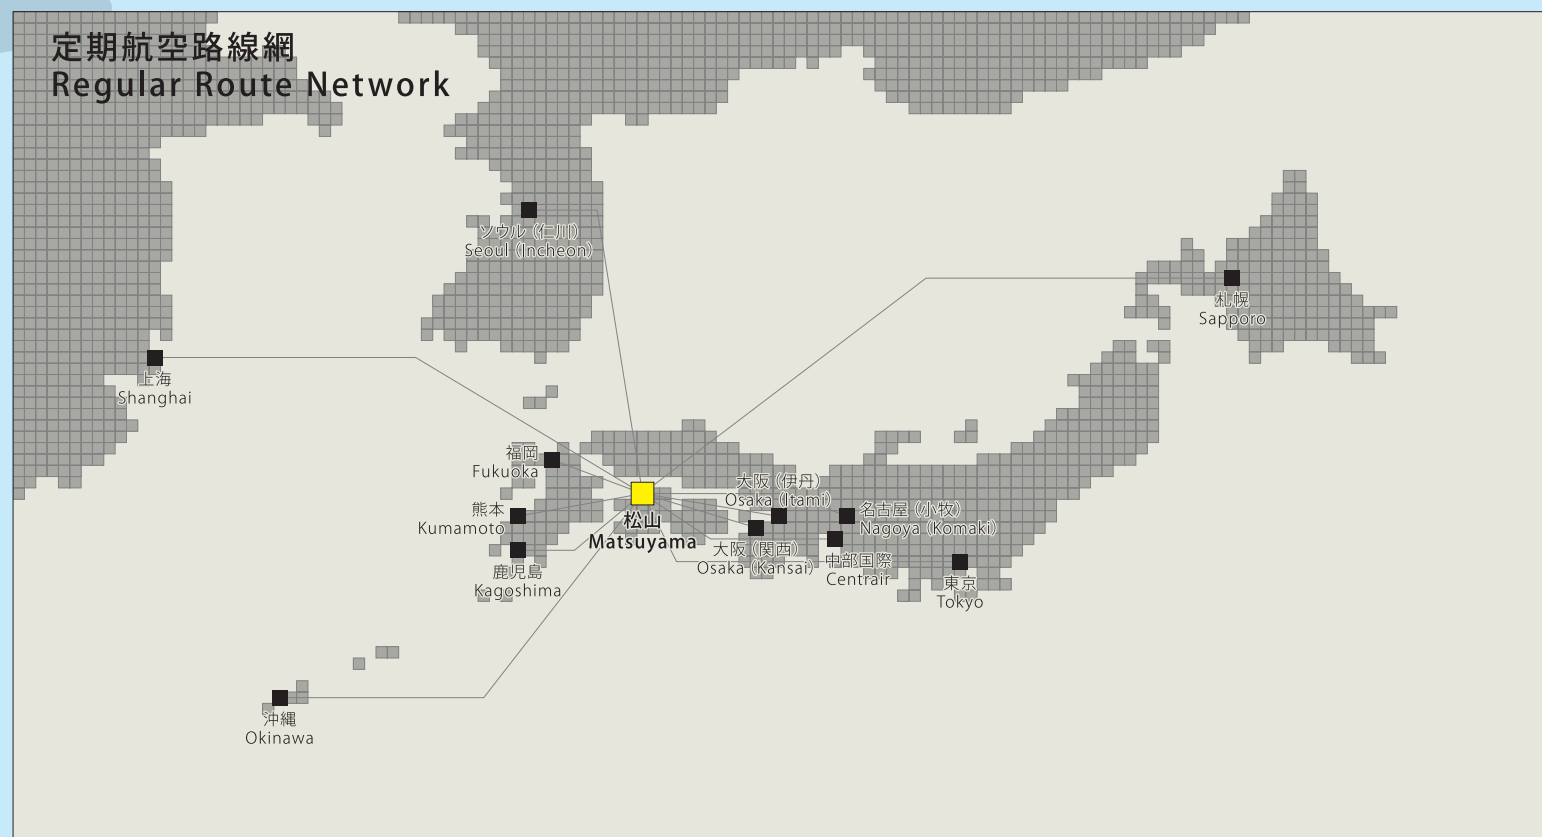 定期航空路線網
Regular Route Network
ソウル（仁川）
Seoul (Incheon)
札幌
Sapporo
上海
Shanghai
福岡
Fukuoka
大阪（伊丹）
Osaka (Itami)
熊本
Kumamoto
松山
Matsuyama
名古屋（小牧）
Nagoya (Komaki)
大阪（関西）
Osaka (Kansai)
中部国際
Centrair
鹿児島
Kagoshima
東京
Tokyo
沖縄
Okinawa